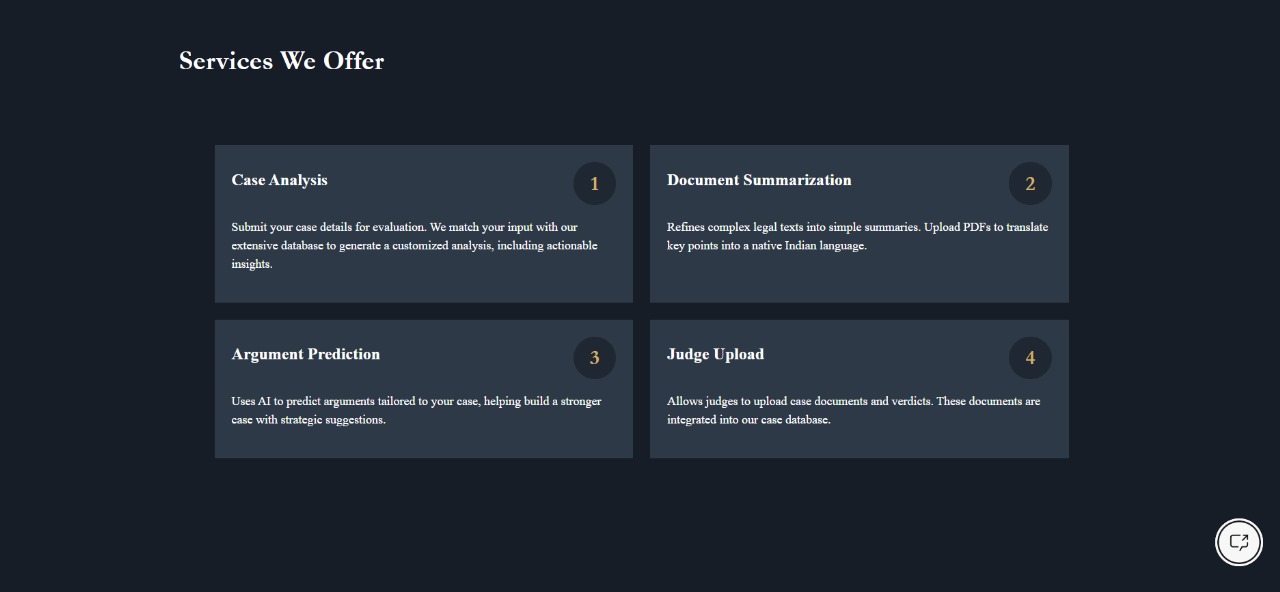 Services We Offer
Case Analysis
1
Submit your case details for evaluation. We match your input with our
extensive database to generate a customized analysis, including actionable
insights.
Document Summarization
2
Refines complex legal texts into simple summaries. Upload PDFs to translate
key points into a native Indian language.
Argument Prediction
3
Uses AI to predict arguments tailored to your case, helping build a stronger
case with strategic suggestions.
Judge Upload
4
Allows judges to upload case documents and verdicts. These documents are
integrated into our case database.